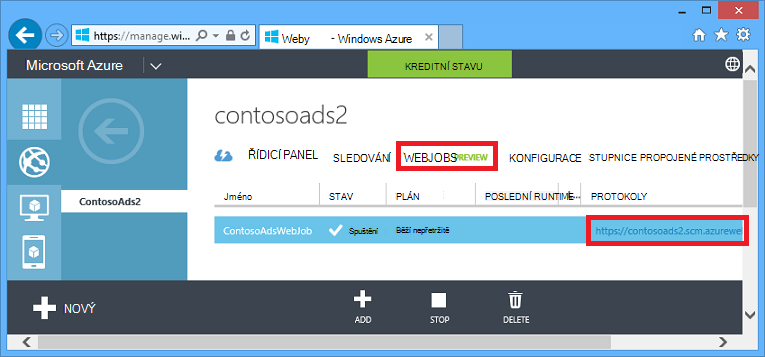 https://manage.wi...
Weby - Windows Azure
Microsoft Azure
KREDITNÍ STAVU
contosoads2
ŘÍDICÍ PANEL SLEDOVÁNÍ WEBJOBS PREVIEW KONFIGURACE STUPNICE PROPOJENÉ PROSTŘEDKY
ContosoAds2
Jméno STAV PLÁN POSLEDNÍ RUNTIME PROTOKOLY
ContosoAdsWebJob Spuštění Běží nepřetržitě https://contosoads2.scm.azurewe
NOVÝ
ADD STOP DELETE